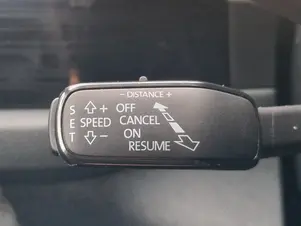 − DISTANCE +
S E T
+
SPEED
−
OFF
CANCEL
ON
RESUME